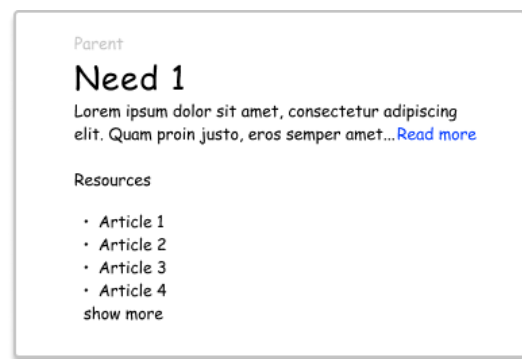 Parent
Need 1
Lorem ipsum dolor sit amet, consectetur adipiscing
elit. Quam proin justo, eros semper amet...Read more
Resources
• Article 1
• Article 2
• Article 3
• Article 4
show more